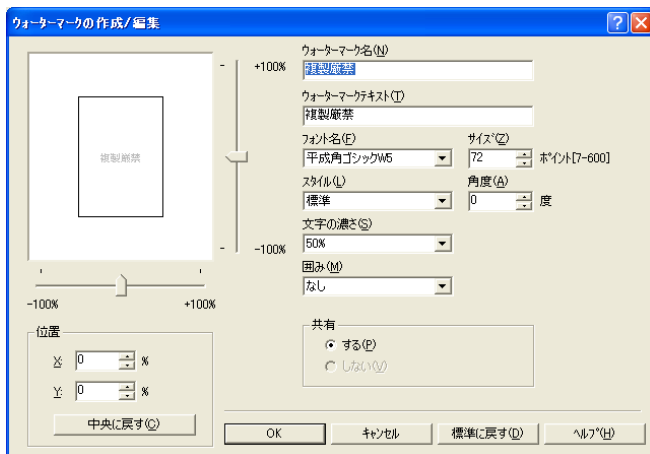 ウォーターマークの作成/編集
複製厳禁
+100%
-100%
-100%
+100%
位置
X: 0 %
Y: 0 %
中央に戻す(C)
ウォーターマーク名(N)
複製厳禁
ウォーターマークテキスト(T)
複製厳禁
フォント名(F)
平成角ゴシックW5
サイズ(Z)
72 ポイント[7-600]
スタイル(L)
標準
角度(A)
0 度
文字の濃さ(S)
50%
囲み(M)
なし
共有
する(P)
しない(V)
OK
キャンセル
標準に戻す(D)
ヘルプ(H)